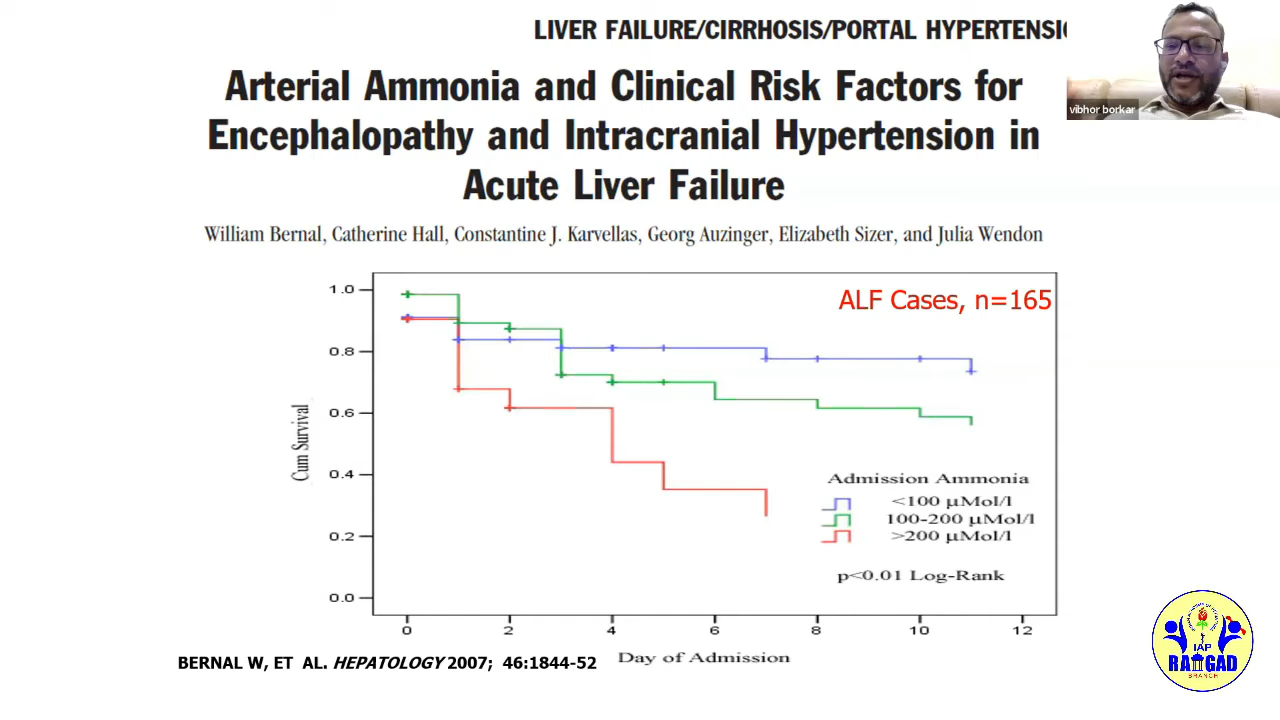 LIVER FAILURE/CIRRHOSIS/PORTAL
vibhor borkar
Arterial Ammonia and Clinical Risk Factors for
Encephalopathy and Intracranial Hypertension in
Acute Liver Failure
William Bernal, Catherine Hall, Constantine J. Karvellas, Georg Auzinger, Elizabeth Sizer, and Julia Wendon
ALF Cases, n=165
1.0
0.8
0.6
0.4
0.2
0.0
Cum Survival
Admission Ammonia
<100 µMol/l
100-200 µMol/l
>200 µMol/l
p<0.01 Log-Rank
0 2 4 6 8 10 12
Day of Admission
BERNAL W, ET AL. HEPATOLOGY 2007; 46:1844-52
IAP
RAIGAD
BRANCH